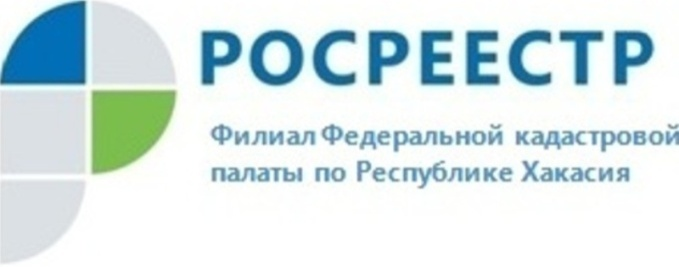 РОСРЕЕСТР
Филиал Федеральной кадастровой
палаты по Республике Хакасия